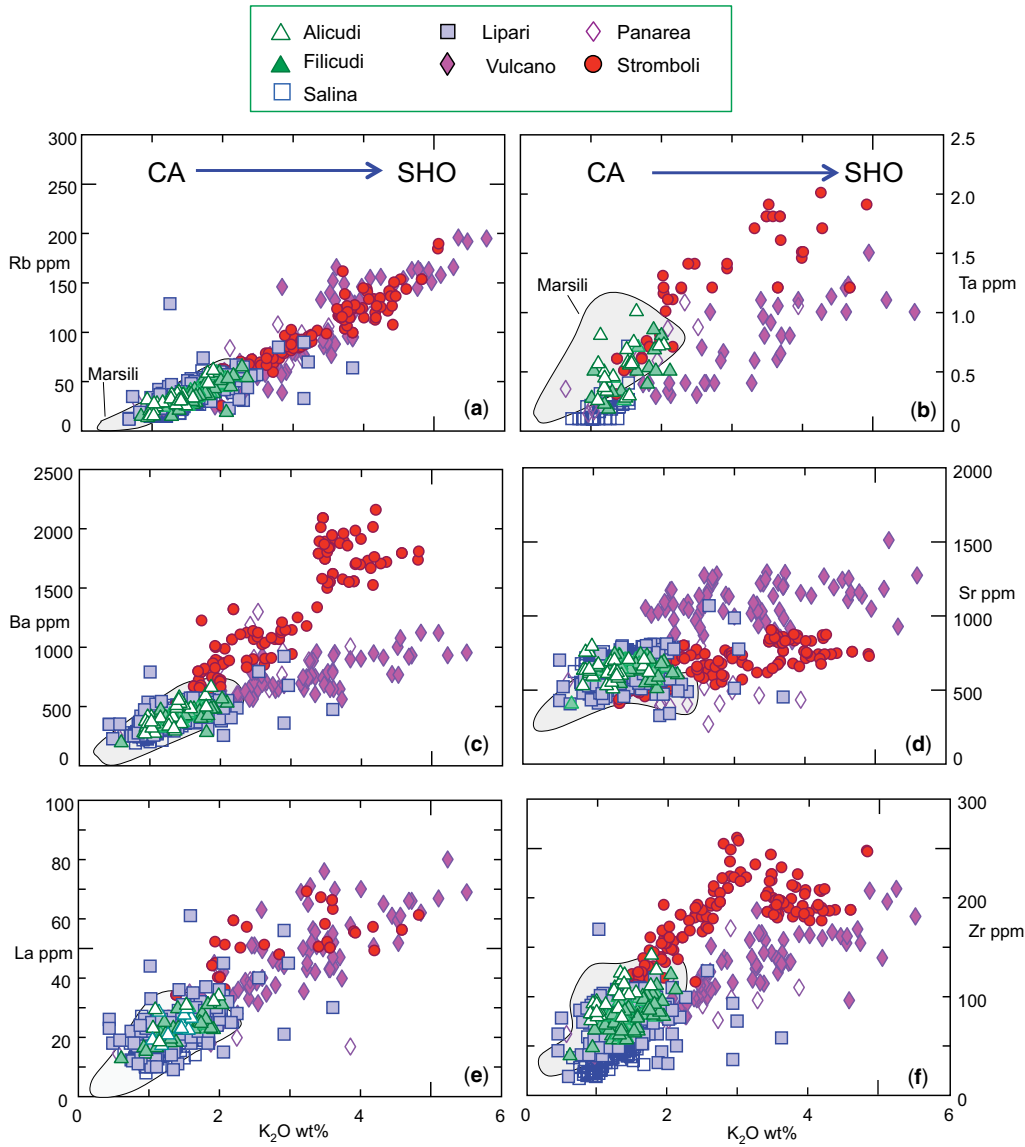 Alicudi
Lipari
Panarea
Filicudi
Vulcano
Stromboli
Salina
300
250
200
150
100
50
0
Rb ppm
CA
SHO
Marsili
(a)
2.5
2.0
1.5
1.0
0.5
0
Ta ppm
CA
SHO
Marsili
(b)
2500
2000
1500
1000
500
0
Ba ppm
(c)
2000
1500
1000
500
0
Sr ppm
(d)
100
80
60
40
20
0
La ppm
(e)
300
200
100
0
Zr ppm
(f)
0 2 4 6
K2O wt%
0 2 4 6
K2O wt%